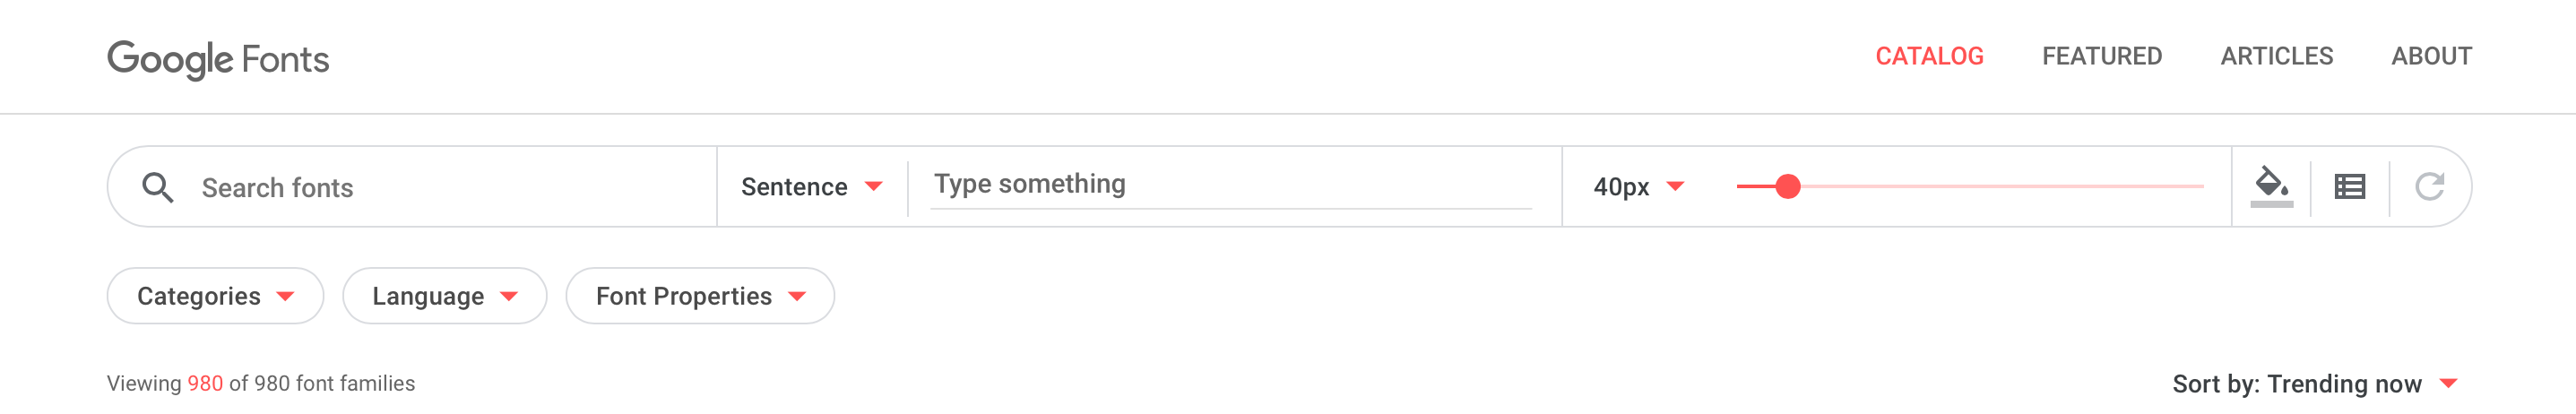 Google Fonts
CATALOG FEATURED ARTICLES ABOUT
Search fonts Sentence Type something 40px
Categories Language Font Properties
Viewing 980 of 980 font families Sort by: Trending now